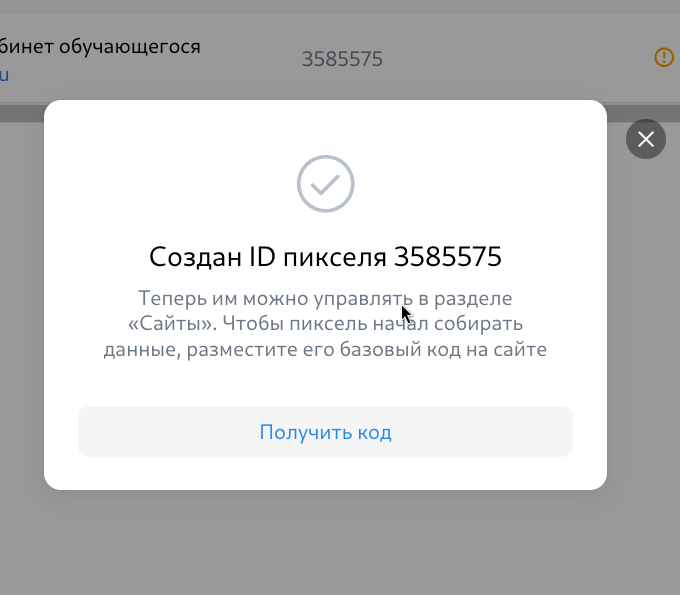 бинет обучающегося
3585575
u
Создан ID пикселя 3585575
Теперь им можно управлять в разделе
«Сайты». Чтобы пиксель начал собирать
данные, разместите его базовый код на сайте
Получить код